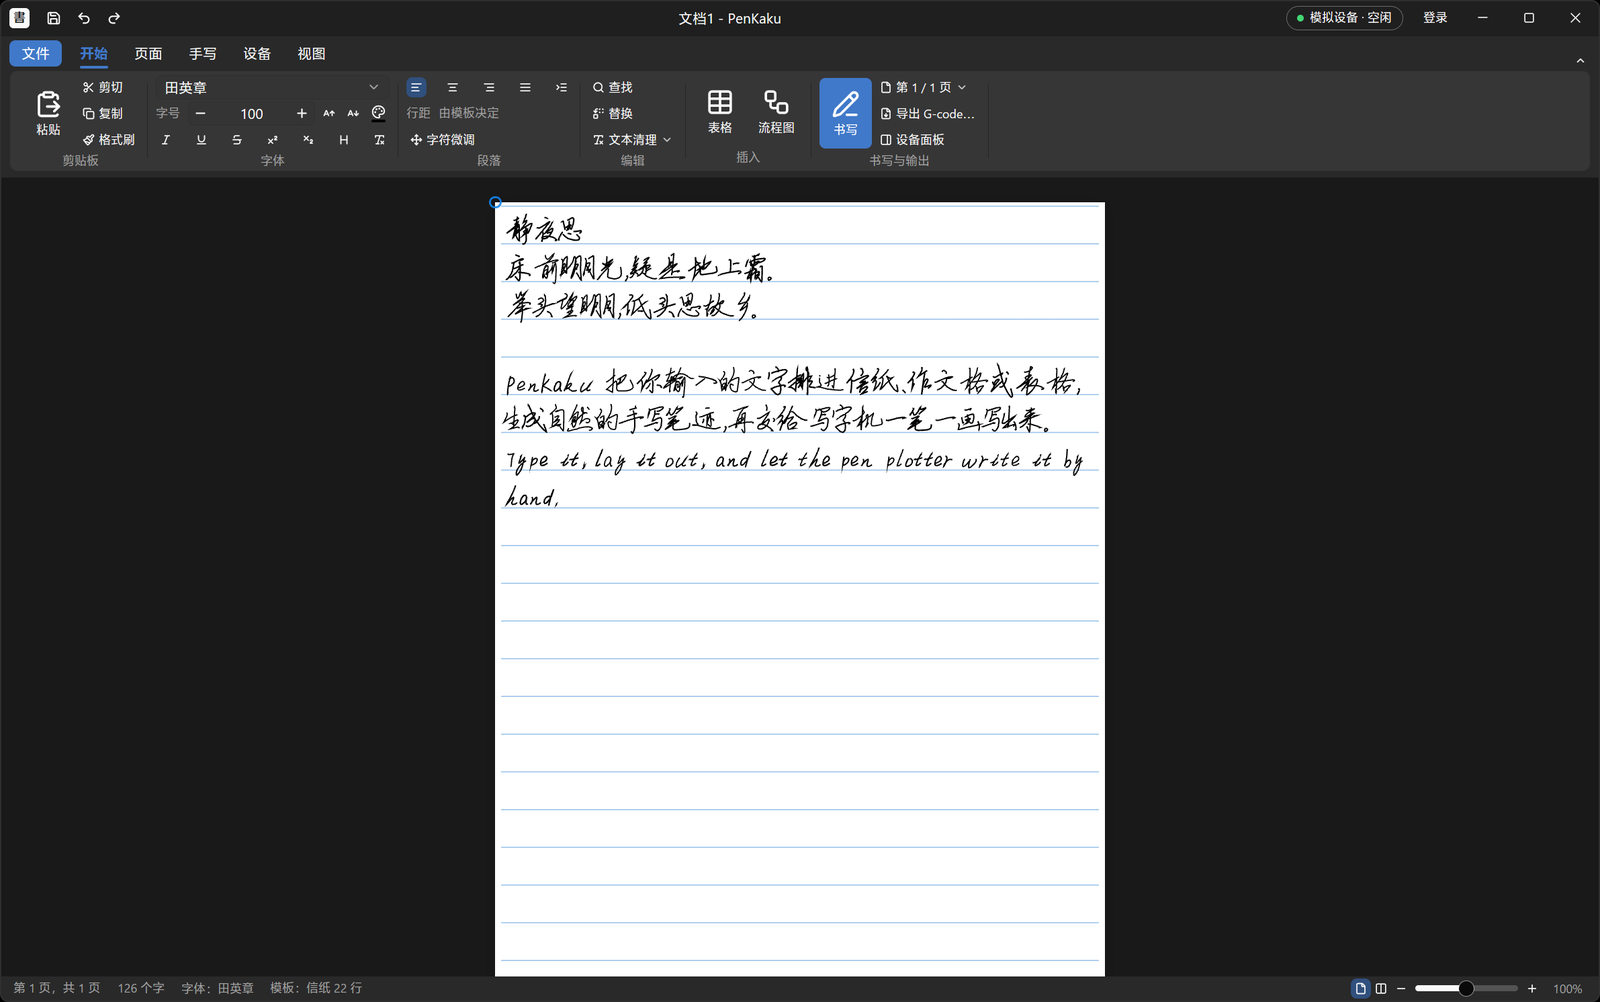 書
文档1 - PenKaku
模拟设备 · 空闲
登录
文件
开始
页面
手写
设备
视图
粘贴
剪切
复制
格式刷
剪贴板
田英章
字号
100
字体
行距 由模板决定
字符微调
段落
查找
替换
文本清理
编辑
表格
流程图
插入
书写
第 1 / 1 页
导出 G-code...
设备面板
书写与输出
静夜思
床前明月光,疑是地上霜。
举头望明月,低头思故乡。
PenKaku 把你输入的文字排进信纸、作文格或表格,
生成自然的手写笔迹,再交给写字机一笔一画写出来。
Type it, lay it out, and let the pen plotter write it by
hand.
第 1 页，共 1 页
126 个字
字体：田英章
模板：信纸 22 行
100%